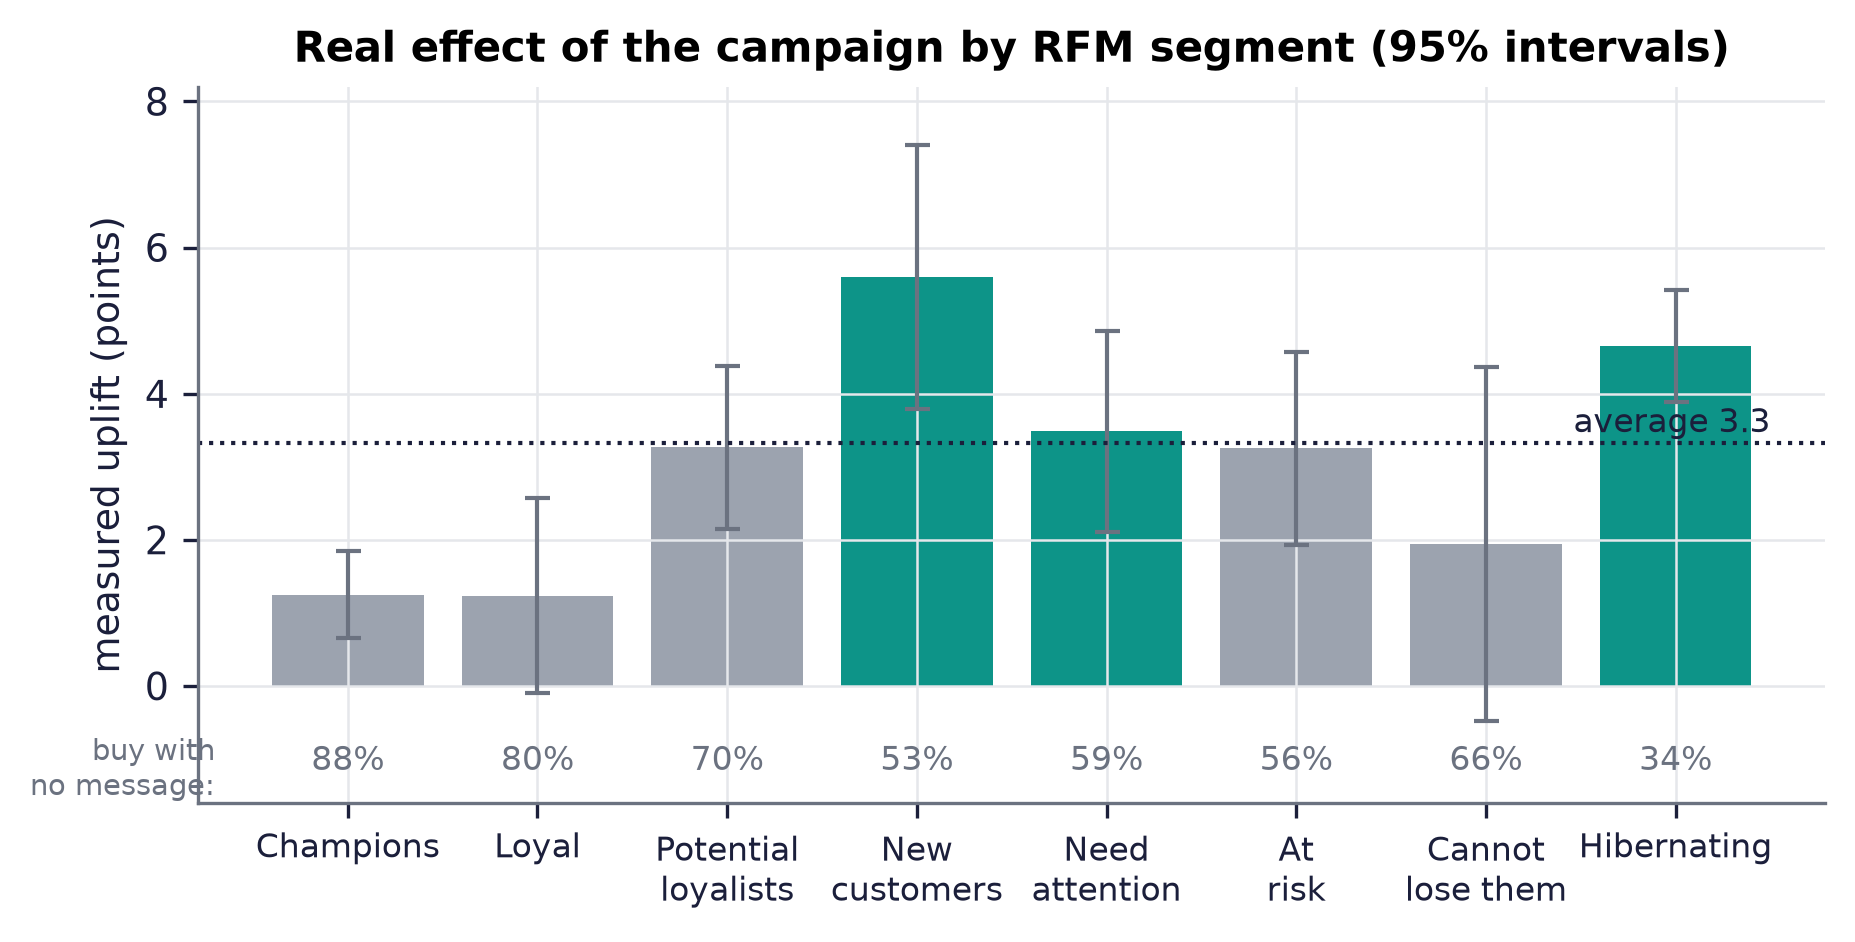 Real effect of the campaign by RFM segment (95% intervals)
measured uplift (points)
8
6
4
2
0
average 3.3
buy with
no message:
88% 80% 70% 53% 59% 56% 66% 34%
Champions Loyal Potential New Need At Cannot Hibernating
loyalists customers attention risk lose them